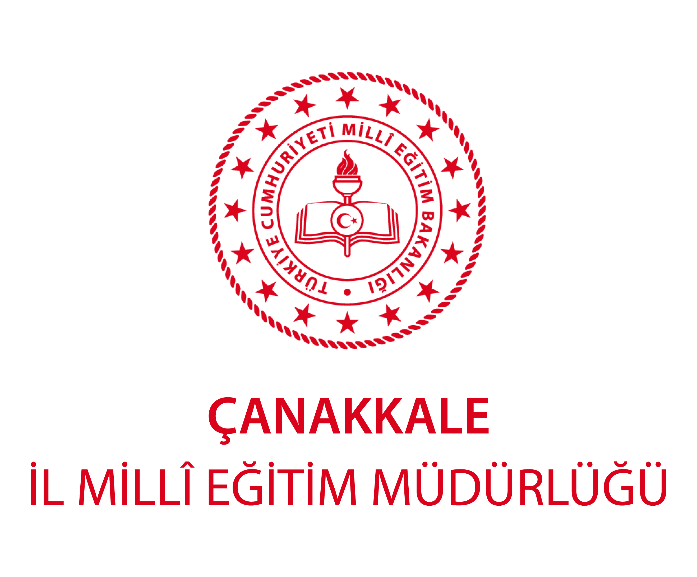 TÜRKİYE CUMHURİYETİ MİLLÎ EĞİTİM BAKANLIĞI
ÇANAKKALE
İL MİLLÎ EĞİTİM MÜDÜRLÜĞÜ